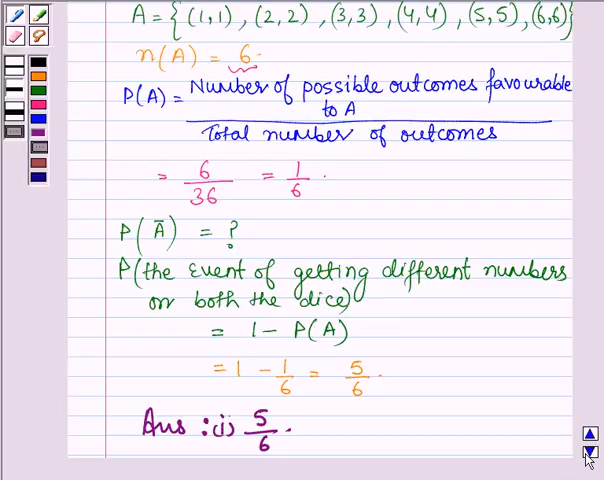 A = {(1,1), (2,2), (3,3), (4,4), (5,5), (6,6)}
n(A) = 6.
P(A) = Number of possible outcomes favourable to A / Total number of outcomes
= 6/36 = 1/6.
P(Ā) = ?
P(the event of getting different numbers
on both the dice)
= 1 - P(A)
= 1 - 1/6 = 5/6.
Ans : (i) 5/6.